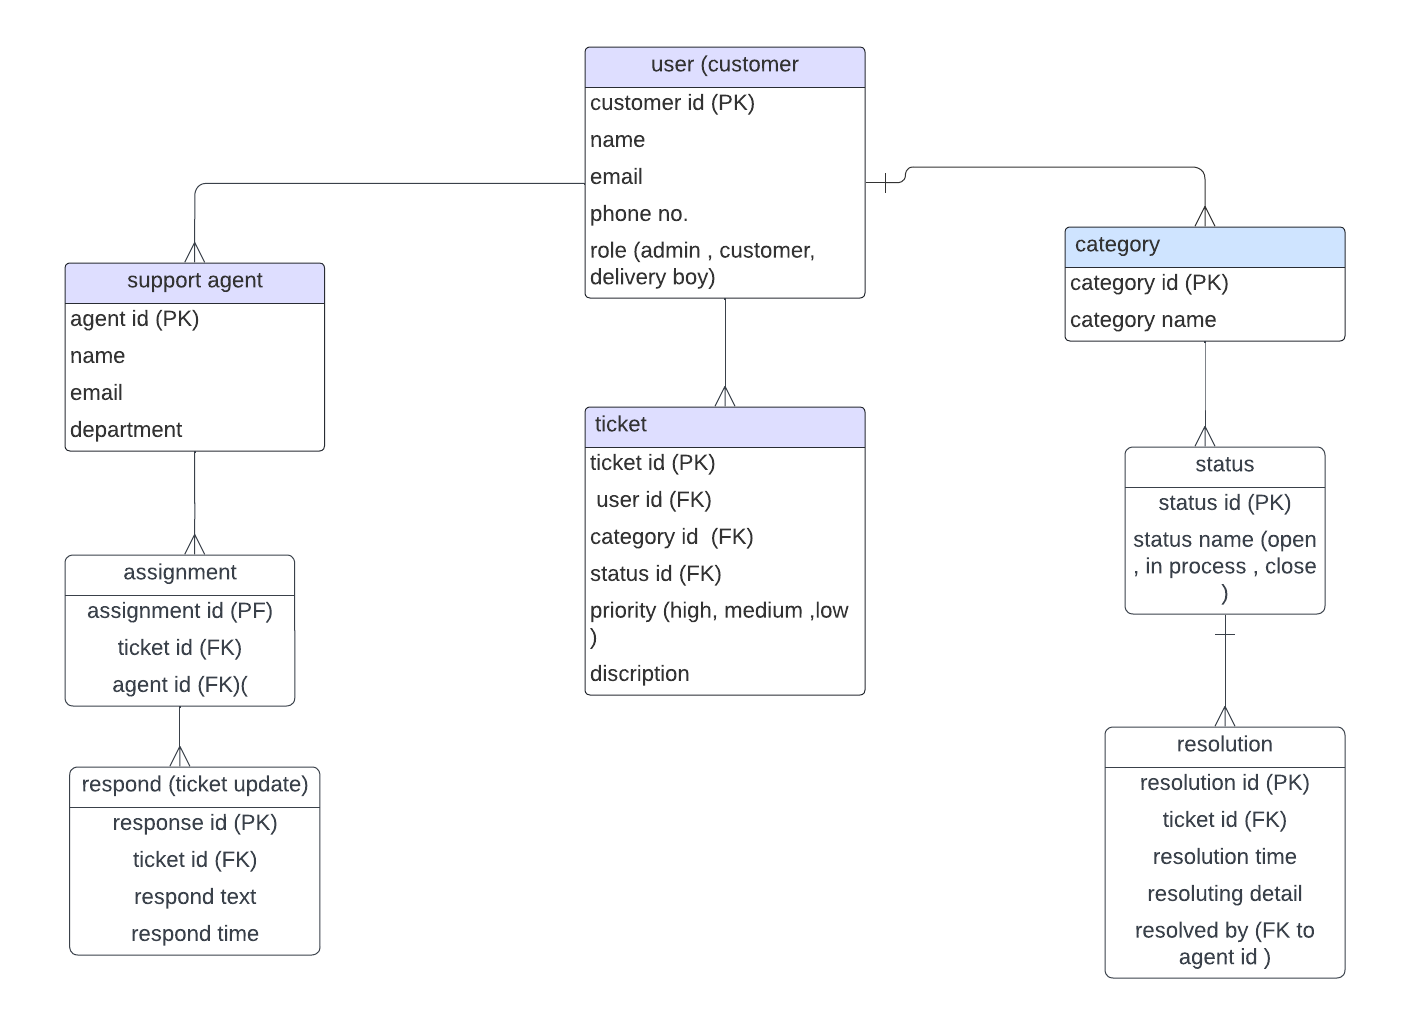 user (customer
customer id (PK)
name
email
phone no.
role (admin , customer,
delivery boy)
support agent
agent id (PK)
name
email
department
category
category id (PK)
category name
ticket
ticket id (PK)
user id (FK)
category id  (FK)
status id (FK)
priority (high, medium ,low
)
discription
status
status id (PK)
status name (open
, in process , close
)
assignment
assignment id (PF)
ticket id (FK)
agent id (FK)(
respond (ticket update)
response id (PK)
ticket id (FK)
respond text
respond time
resolution
resolution id (PK)
ticket id (FK)
resolution time
resoluting detail
resolved by (FK to
agent id )